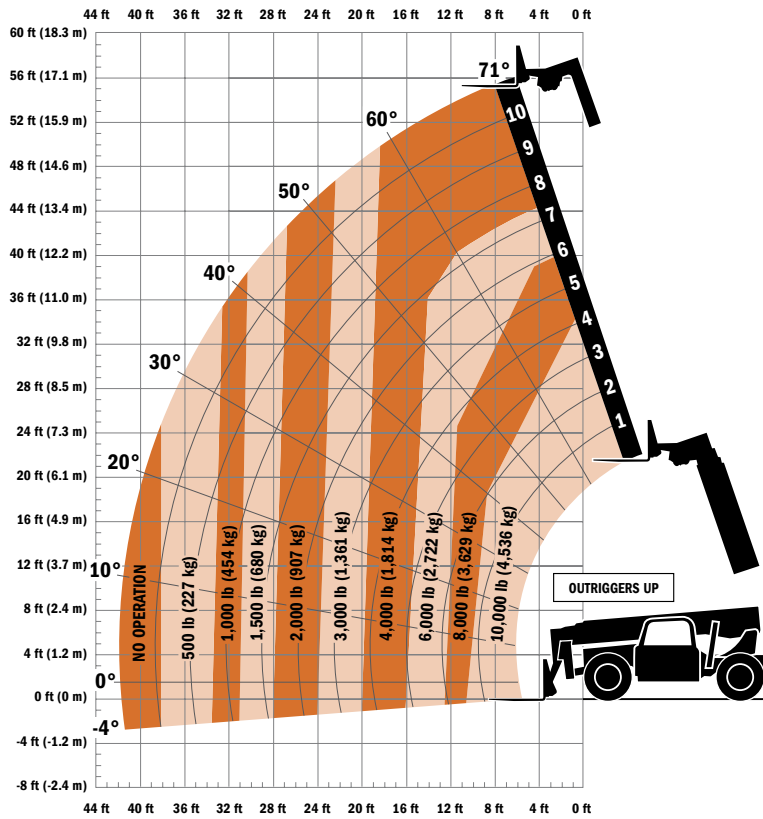 44 ft 40 ft 36 ft 32 ft 28 ft 24 ft 20 ft 16 ft 12 ft 8 ft 4 ft 0 ft
60 ft (18.3 m)
56 ft (17.1 m)
52 ft (15.9 m)
48 ft (14.6 m)
44 ft (13.4 m)
40 ft (12.2 m)
36 ft (11.0 m)
32 ft (9.8 m)
28 ft (8.5 m)
24 ft (7.3 m)
20 ft (6.1 m)
16 ft (4.9 m)
12 ft (3.7 m)
8 ft (2.4 m)
4 ft (1.2 m)
0 ft (0 m)
-4 ft (-1.2 m)
-8 ft (-2.4 m)
71°
60°
50°
40°
30°
20°
10°
0°
-4°
10
9
8
7
6
5
4
3
2
1
NO OPERATION
500 lb (227 kg)
1,000 lb (454 kg)
1,500 lb (680 kg)
2,000 lb (907 kg)
3,000 lb (1,361 kg)
4,000 lb (1,814 kg)
6,000 lb (2,722 kg)
8,000 lb (3,629 kg)
10,000 lb (4,536 kg)
OUTRIGGERS UP
44 ft 40 ft 36 ft 32 ft 28 ft 24 ft 20 ft 16 ft 12 ft 8 ft 4 ft 0 ft